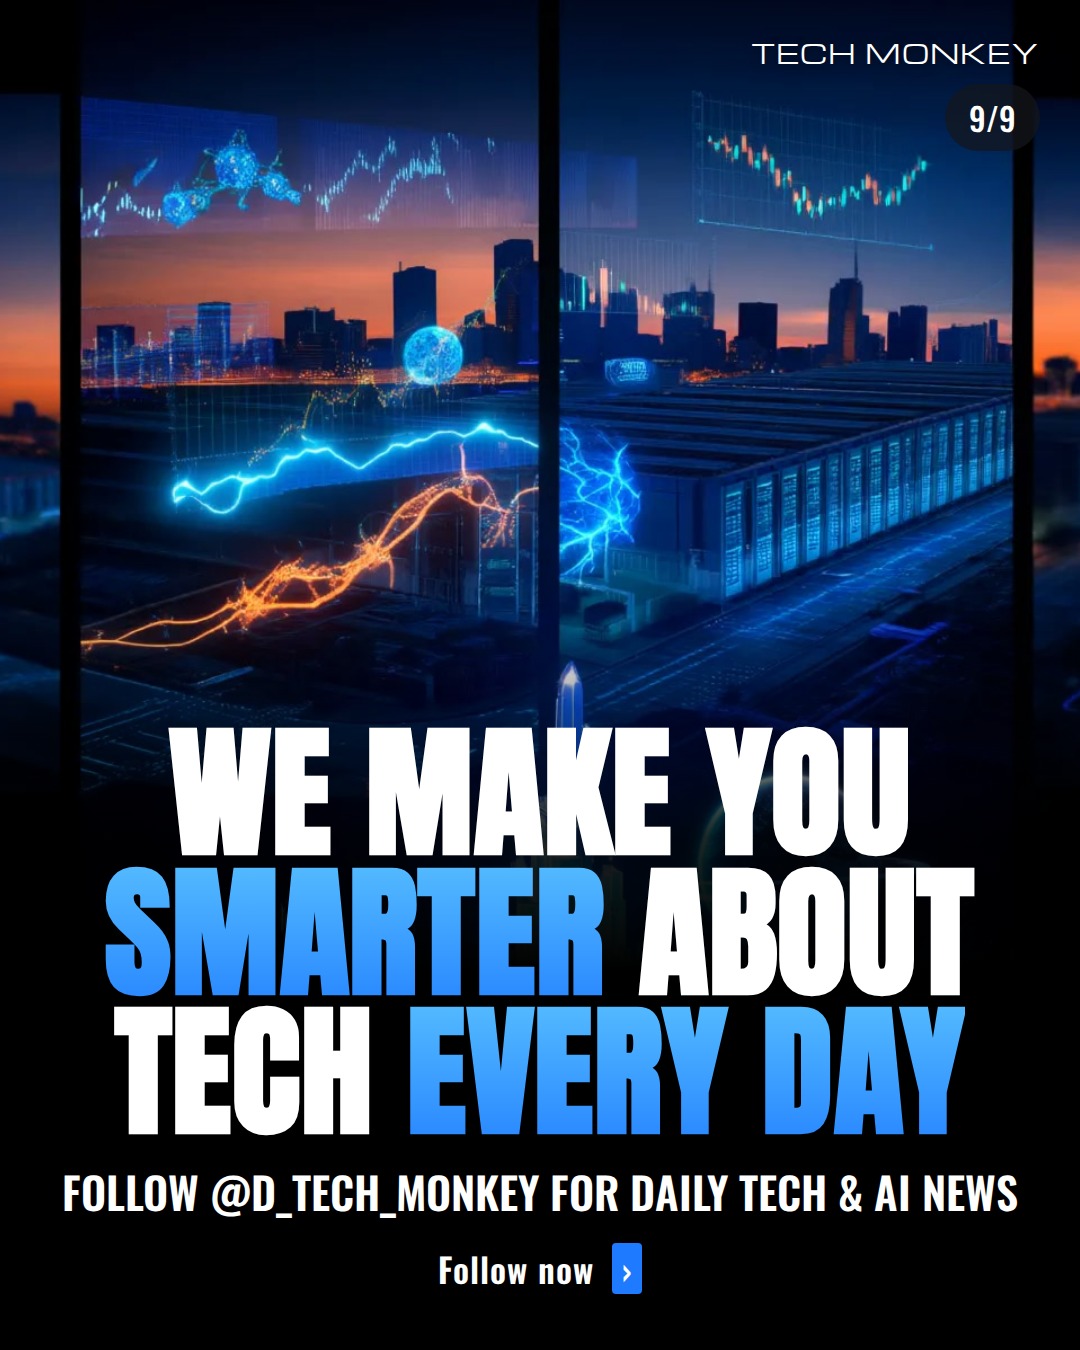 TECH MONKEY
9/9
WE MAKE YOU
SMARTER ABOUT
TECH EVERY DAY
FOLLOW @D_TECH_MONKEY FOR DAILY TECH & AI NEWS
Follow now ›